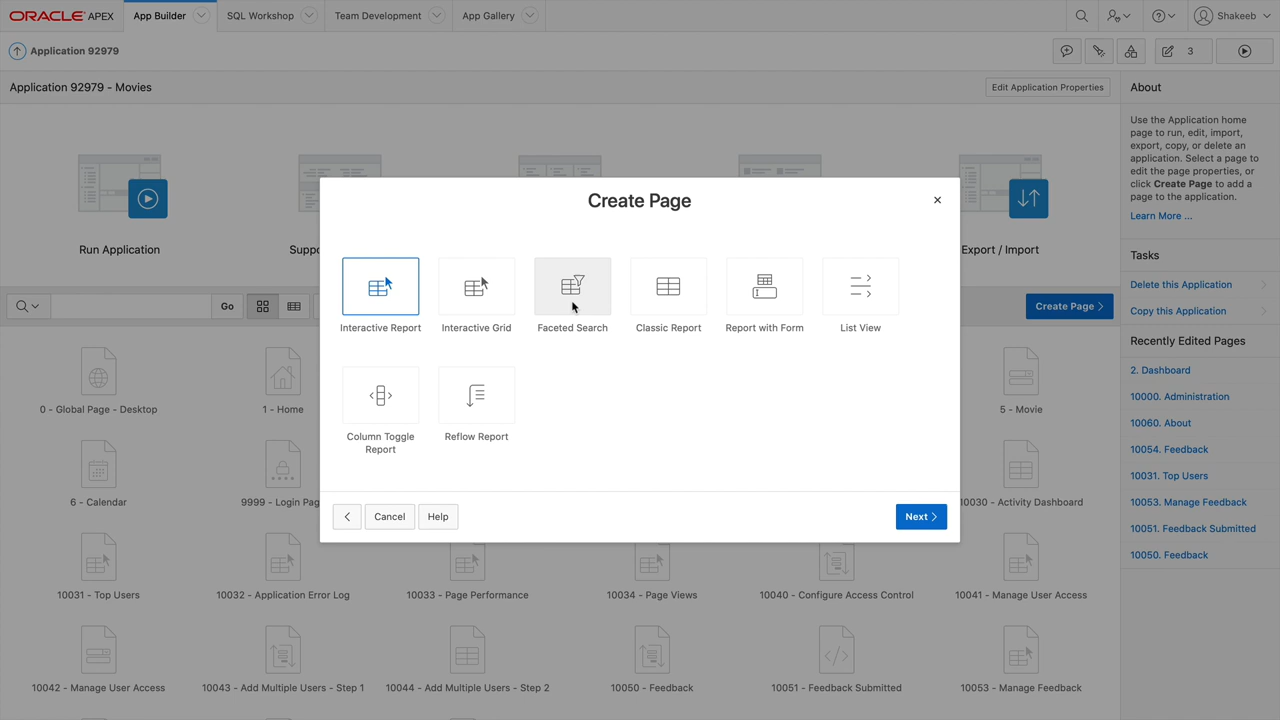 ORACLE APEX
App Builder
SQL Workshop
Team Development
App Gallery
Shakeeb
Application 92979
3
Application 92979 - Movies
Edit Application Properties
About
Use the Application home
page to run, edit, import,
export, copy, or delete an
application. Select a page to
edit the page properties, or
click Create Page to add a
page to the application.
Learn More ...
Run Application
Export / Import
Tasks
Delete this Application
Copy this Application
Go
Create Page
Recently Edited Pages
2. Dashboard
10000. Administration
10060. About
10054. Feedback
10031. Top Users
10053. Manage Feedback
10051. Feedback Submitted
10050. Feedback
Create Page
Interactive Report
Interactive Grid
Faceted Search
Classic Report
Report with Form
List View
Column Toggle
Report
Reflow Report
Cancel
Help
Next
0 - Global Page - Desktop
1 - Home
5 - Movie
6 - Calendar
9999 - Login Pag
10030 - Activity Dashboard
10031 - Top Users
10032 - Application Error Log
10033 - Page Performance
10034 - Page Views
10040 - Configure Access Control
10041 - Manage User Access
10042 - Manage User Access
10043 - Add Multiple Users - Step 1
10044 - Add Multiple Users - Step 2
10050 - Feedback
10051 - Feedback Submitted
10053 - Manage Feedback